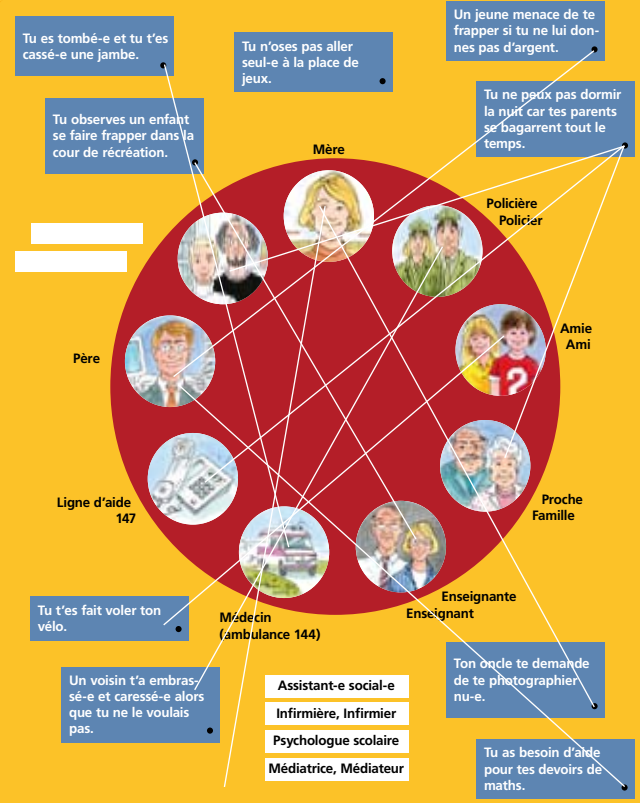 Tu es tombé-e et tu t'es
cassé-e une jambe.
Tu n'oses pas aller
seul-e à la place de
jeux.
Un jeune menace de te
frapper si tu ne lui don-
nes pas d'argent.
Tu observes un enfant
se faire frapper dans la
cour de récréation.
Tu ne peux pas dormir
la nuit car tes parents
se bagarrent tout le
temps.
Mère
Policière
Policier
Amie
Ami
Père
Ligne d'aide
147
Proche
Famille
Enseignante
Enseignant
Médecin
(ambulance 144)
Tu t'es fait voler ton
vélo.
Un voisin t'a embras-
sé-e et caressé-e alors
que tu ne le voulais
pas.
Assistant-e social-e
Infirmière, Infirmier
Psychologue scolaire
Médiatrice, Médiateur
Ton oncle te demande
de te photographier
nu-e.
Tu as besoin d'aide
pour tes devoirs de
maths.
2